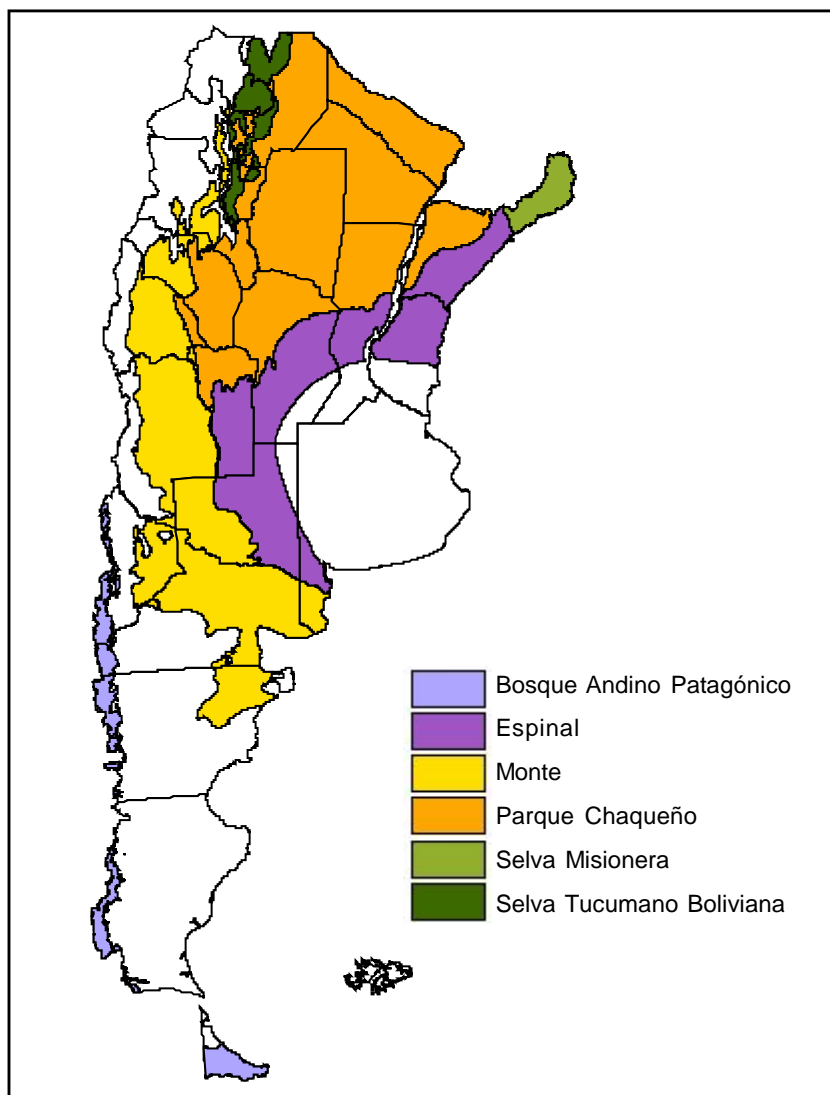 Bosque Andino Patagónico
Espinal
Monte
Parque Chaqueño
Selva Misionera
Selva Tucumano Boliviana